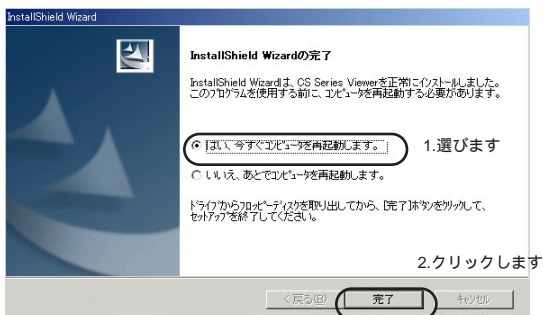 InstallShield Wizard
InstallShield Wizardの完了
InstallShield Wizardは、CS Series Viewerを正常にインストールしました。
このプログラムを使用する前に、コンピュータを再起動する必要があります。
はい、今すぐコンピュータを再起動します。
1.選びます
いいえ、あとでコンピュータを再起動します。
ドライブからフロッピーディスクを取り出してから、[完了]ボタンをクリックして、
セットアップを終了してください。
2.クリックします
< 戻る(B)
完了
キャンセル